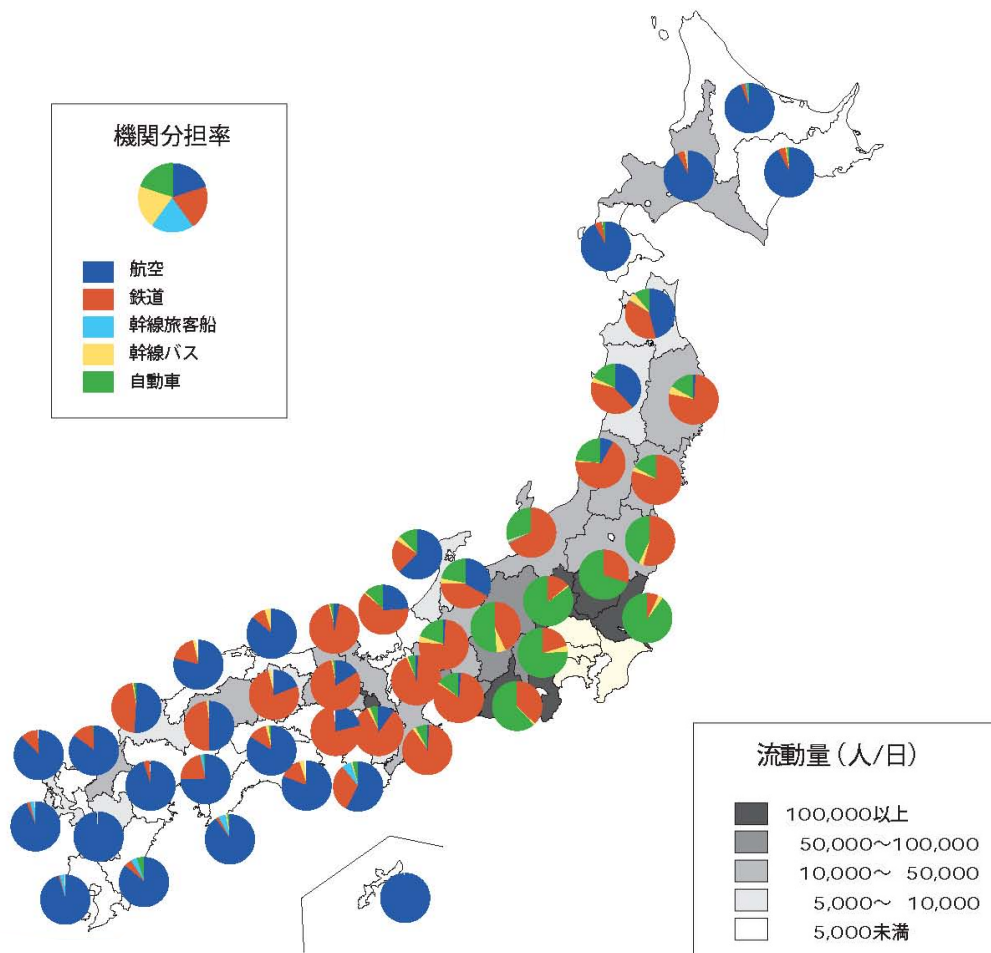 機関分担率
航空
鉄道
幹線旅客船
幹線バス
自動車
流動量(人/日)
100,000以上
50,000〜100,000
10,000〜 50,000
5,000〜 10,000
5,000未満